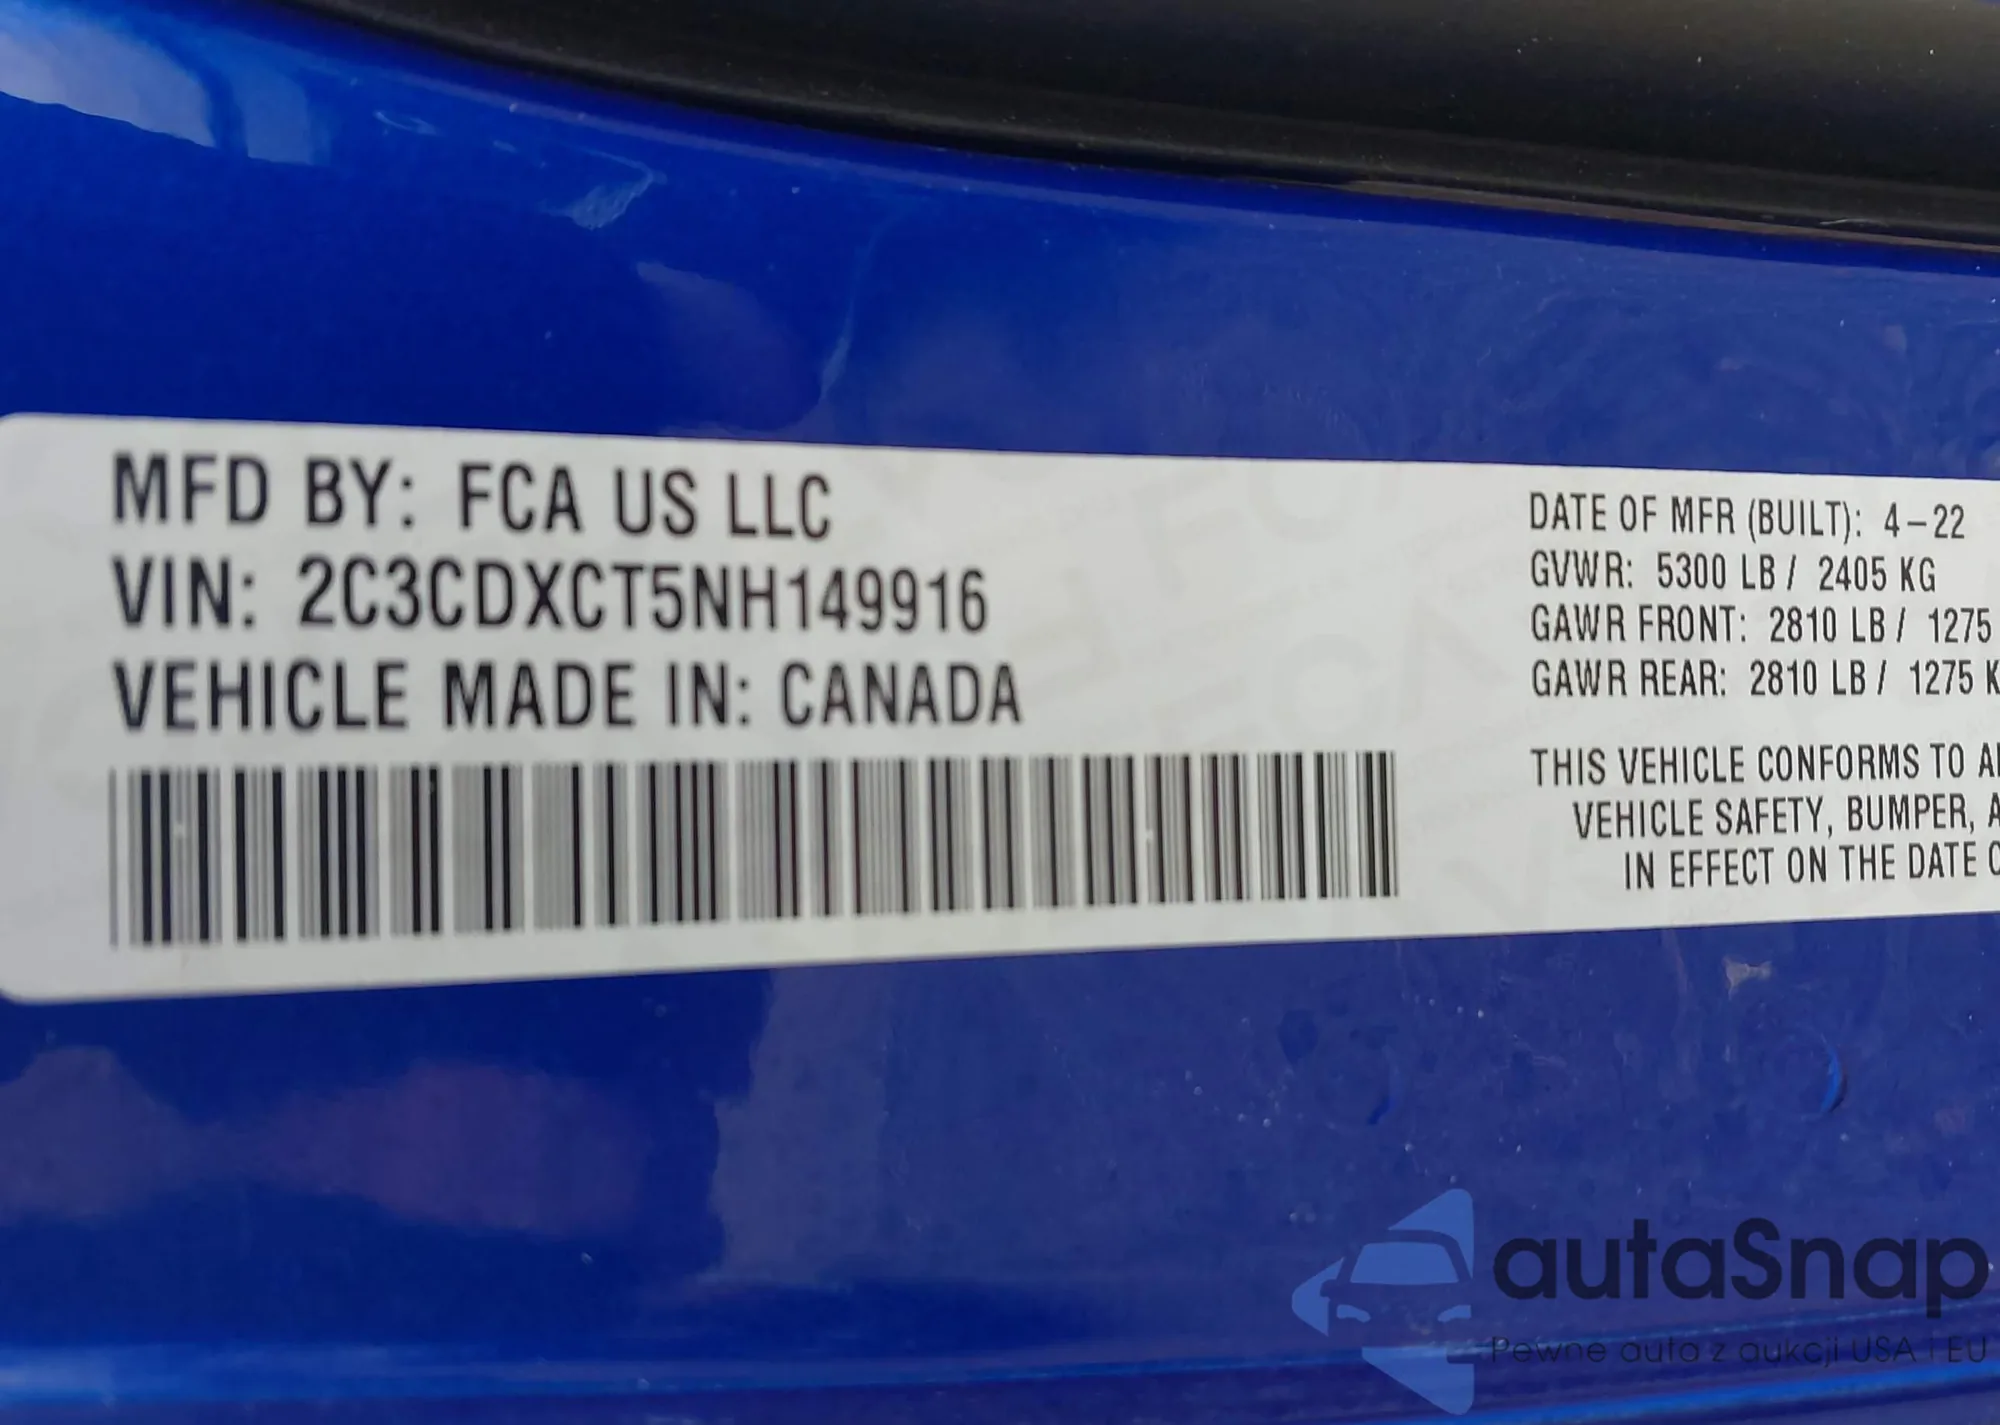 MFD BY: FCA US LLC
VIN: 2C3CDXCT5NH149916
VEHICLE MADE IN: CANADA
DATE OF MFR (BUILT): 4-22
GVWR: 5300 LB / 2405 KG
GAWR FRONT: 2810 LB / 1275
GAWR REAR: 2810 LB / 1275 K
THIS VEHICLE CONFORMS TO AL
VEHICLE SAFETY, BUMPER, A
IN EFFECT ON THE DATE O
autaSnap
Pewne auta z aukcji USA i EU